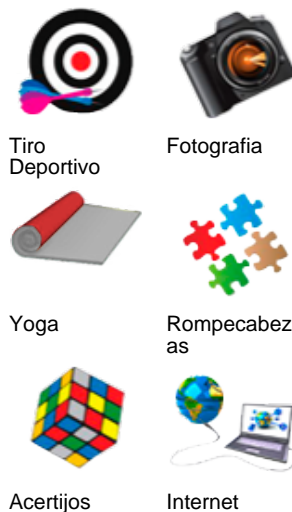 Tiro
Deportivo
Fotografia
Yoga
Rompecabez
as
Acertijos
Internet